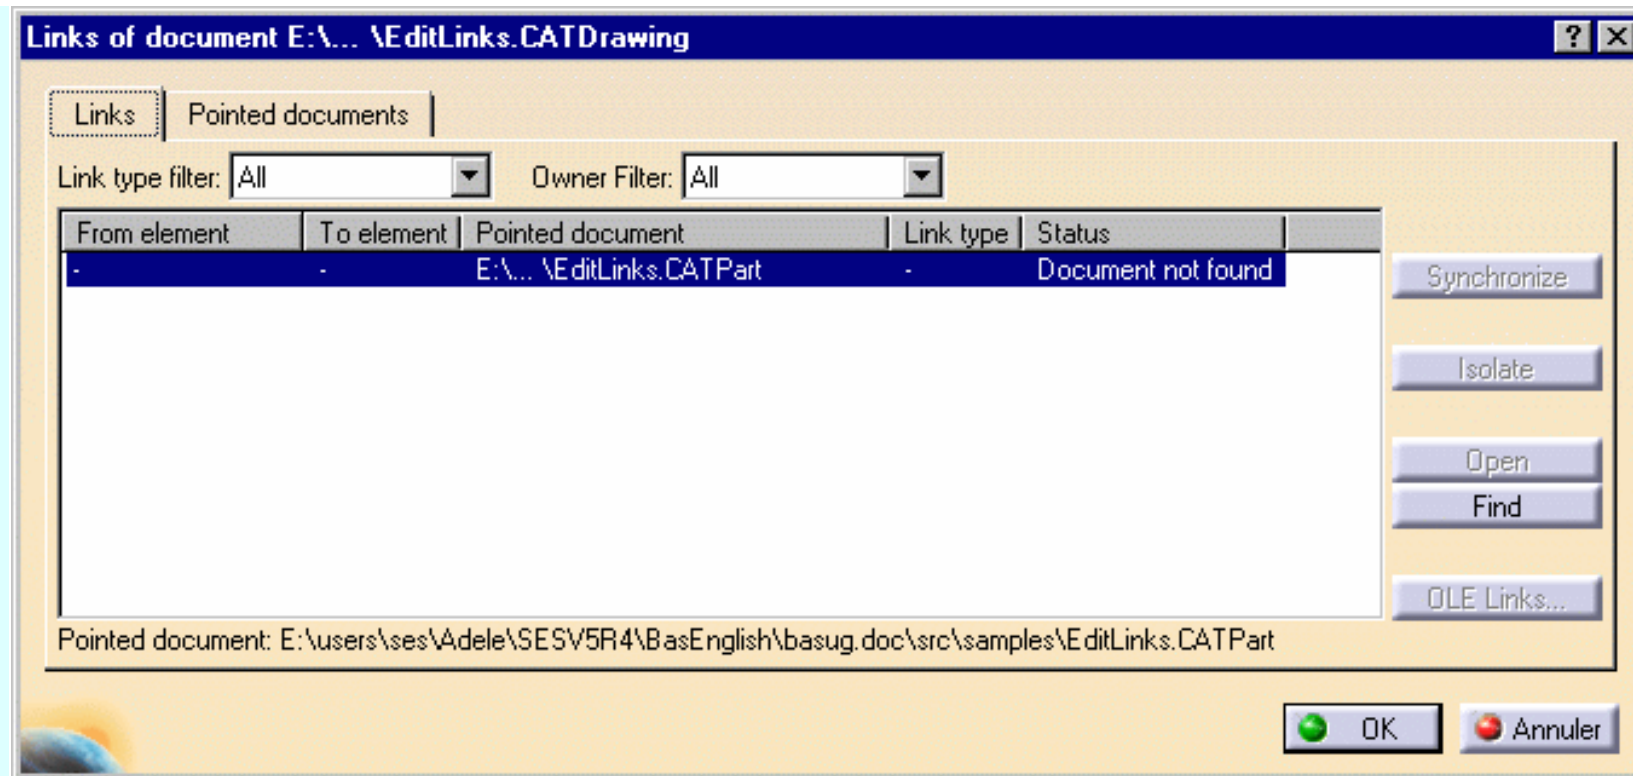 Links of document E:\... \EditLinks.CATDrawing ?
Links Pointed documents
Link type filter: All Owner Filter: All
From element To element Pointed document Link type Status
- - E:\... \EditLinks.CATPart - Document not found
Synchronize
Isolate
Open
Find
OLE Links...
Pointed document: E:\users\ses\Adele\SESV5R4\BasEnglish\basug.doc\src\samples\EditLinks.CATPart
OK Annuler